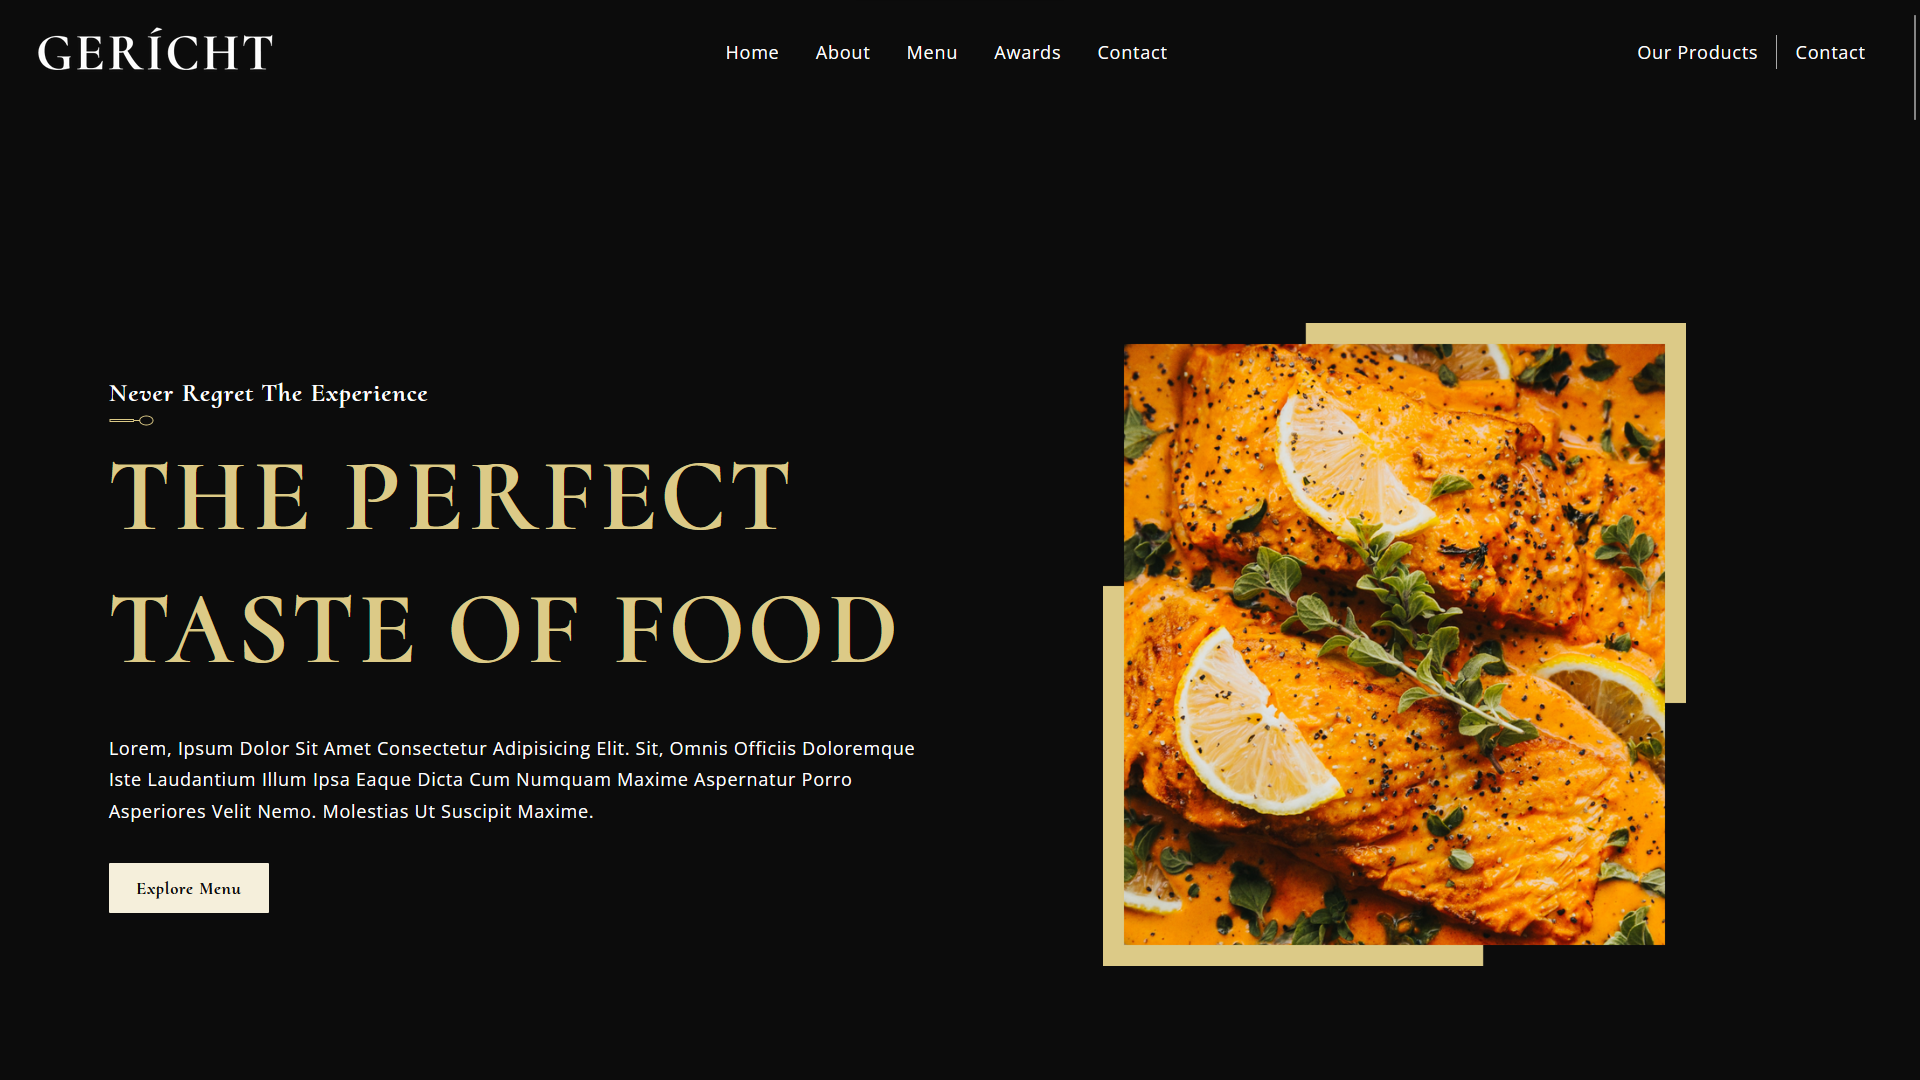 GERÍCHT
Home About Menu Awards Contact
Our Products Contact
Never Regret The Experience
THE PERFECT
TASTE OF FOOD
Lorem, Ipsum Dolor Sit Amet Consectetur Adipisicing Elit. Sit, Omnis Officiis Doloremque
Iste Laudantium Illum Ipsa Eaque Dicta Cum Numquam Maxime Aspernatur Porro
Asperiores Velit Nemo. Molestias Ut Suscipit Maxime.
Explore Menu